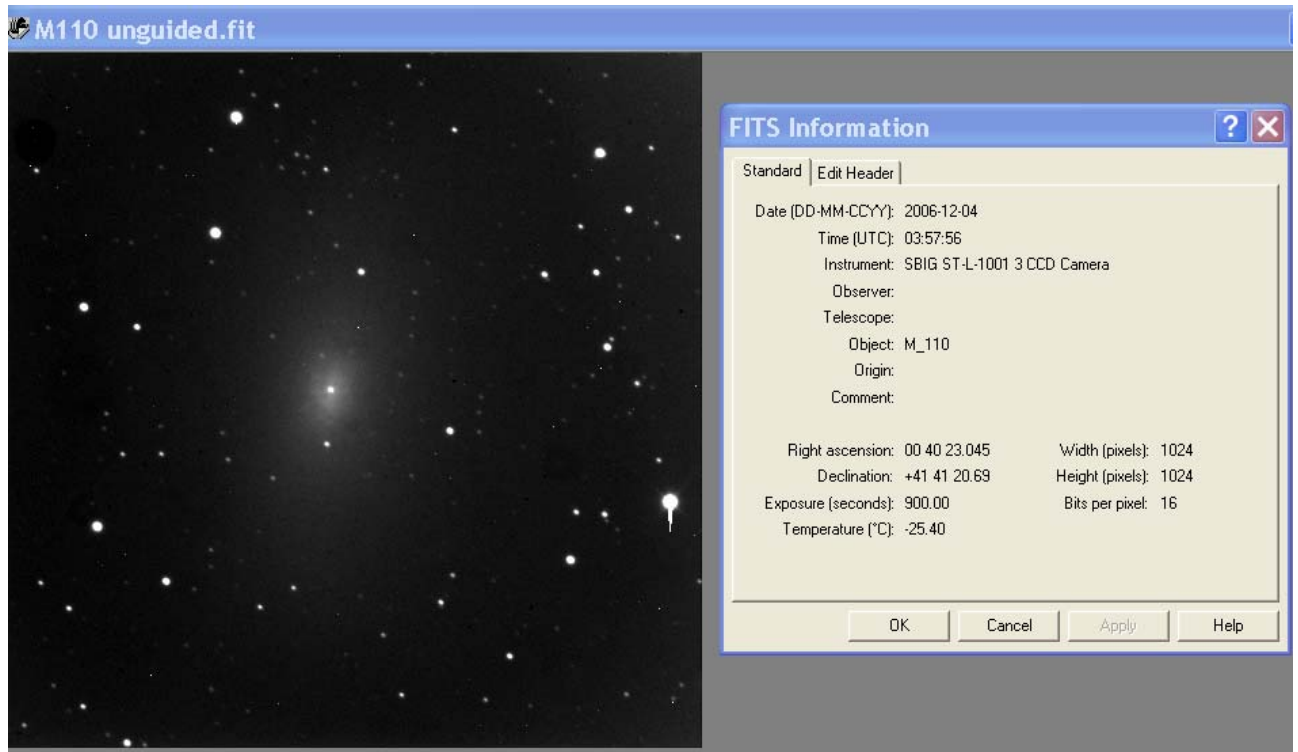 M110 unguided.fit
FITS Information
Standard Edit Header
Date (DD-MM-CCYY): 2006-12-04
Time (UTC): 03:57:56
Instrument: SBIG ST-L-1001 3 CCD Camera
Observer:
Telescope:
Object: M_110
Origin:
Comment:
Right ascension: 00 40 23.045 Width (pixels): 1024
Declination: +41 41 20.69 Height (pixels): 1024
Exposure (seconds): 900.00 Bits per pixel: 16
Temperature (°C): -25.40
OK Cancel Apply Help